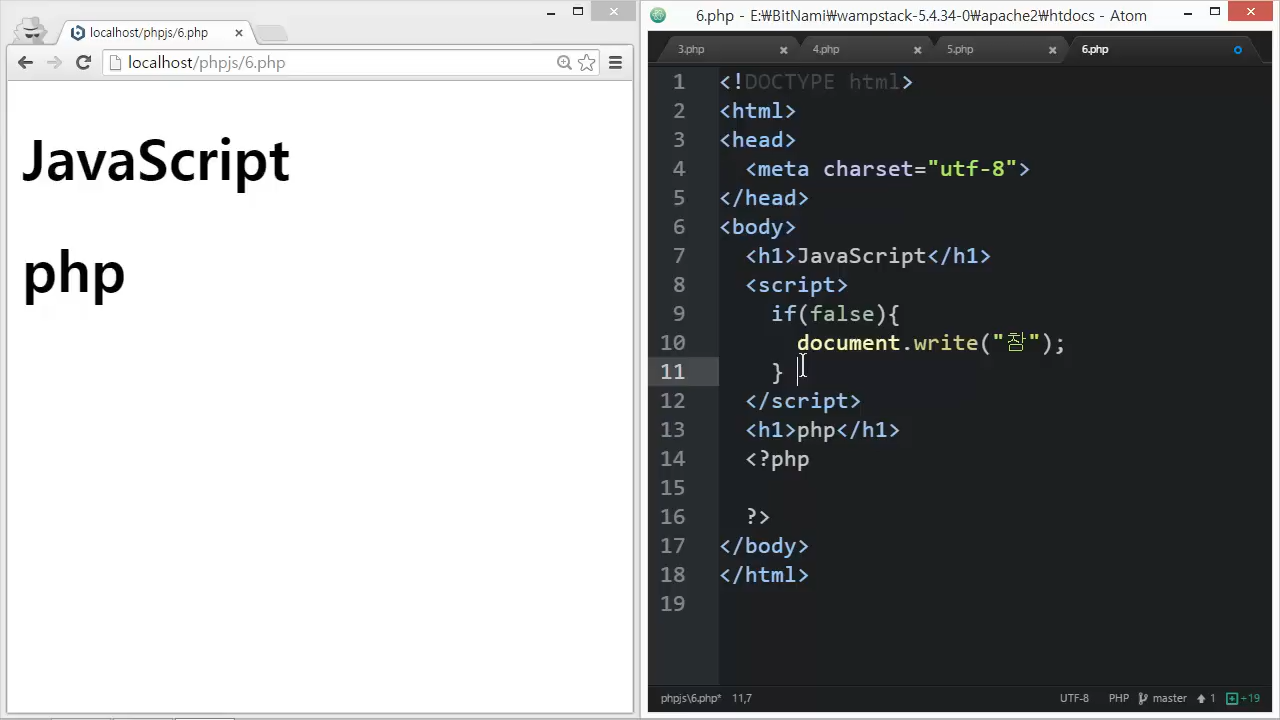 localhost/phpjs/6.php
localhost/phpjs/6.php
JavaScript
php
6.php - E:₩BitNami₩wampstack-5.4.34-0₩apache2₩htdocs - Atom
3.php
4.php
5.php
6.php
1 <!DOCTYPE html>
2 <html>
3 <head>
4 <meta charset="utf-8">
5 </head>
6 <body>
7 <h1>JavaScript</h1>
8 <script>
9 if(false){
10 document.write("참");
11 }
12 </script>
13 <h1>php</h1>
14 <?php
15
16 ?>
17 </body>
18 </html>
19
phpjs\6.php* 11,7 UTF-8 PHP master 1 +19